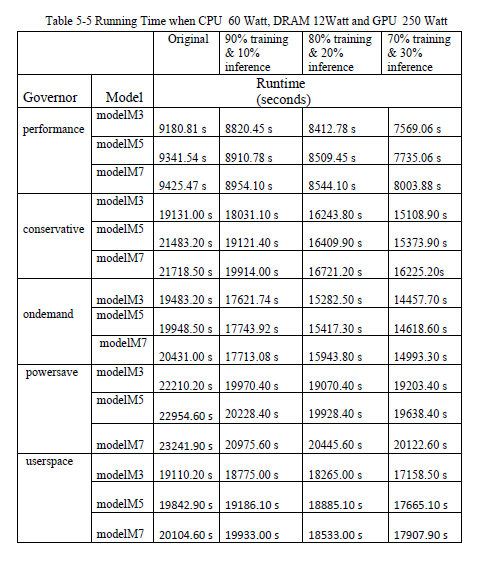 Table 5-5 Running Time when CPU 60 Watt, DRAM 12Watt and GPU 250 Watt
Original 90% training & 10% inference 80% training & 20% inference 70% training & 30% inference
Governor Model Runtime (seconds)
performance modelM3 9180.81 s 8820.45 s 8412.78 s 7569.06 s
modelM5 9341.54 s 8910.78 s 8509.45 s 7735.06 s
modelM7 9425.47 s 8954.10 s 8544.10 s 8003.88 s
conservative modelM3 19131.00 s 18031.10 s 16243.80 s 15108.90 s
modelM5 21483.20 s 19121.40 s 16409.90 s 15373.90 s
modelM7 21718.50 s 19914.00 s 16721.20 s 16225.20s
ondemand modelM3 19483.20 s 17621.74 s 15282.50 s 14457.70 s
modelM5 19948.50 s 17743.92 s 15417.30 s 14618.60 s
modelM7 20431.00 s 17713.08 s 15943.80 s 14993.30 s
powersave modelM3 22210.20 s 19970.40 s 19070.40 s 19203.40 s
modelM5 22954.60 s 20228.40 s 19928.40 s 19638.40 s
modelM7 23241.90 s 20975.60 s 20445.60 s 20122.60 s
userspace modelM3 19110.20 s 18775.00 s 18265.00 s 17158.50 s
modelM5 19842.90 s 19186.10 s 18885.10 s 17665.10 s
modelM7 20104.60 s 19933.00 s 18533.00 s 17907.90 s